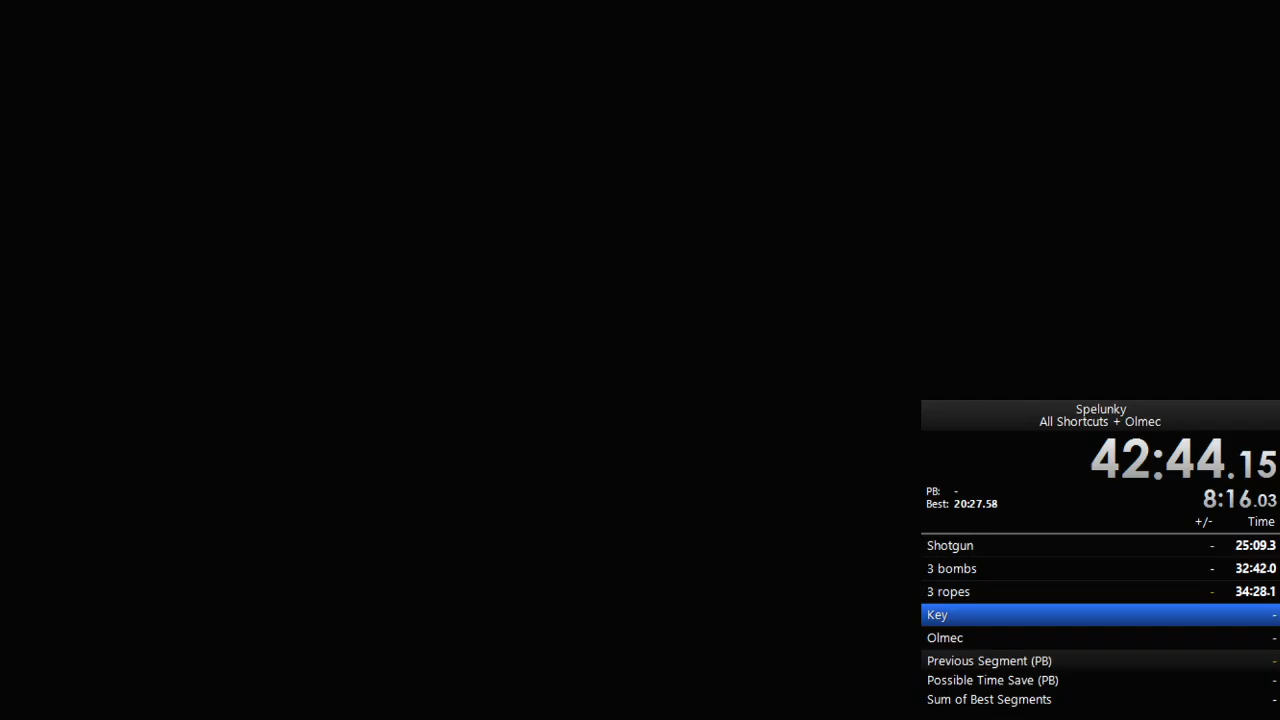 Spelunky
All Shortcuts + Olmec
42:44.15
PB: -
8:16.03
Best: 20:27.58
+/- Time
Shotgun - 25:09.3
3 bombs - 32:42.0
3 ropes - 34:28.1
Key -
Olmec -
Previous Segment (PB) -
Possible Time Save (PB) -
Sum of Best Segments -